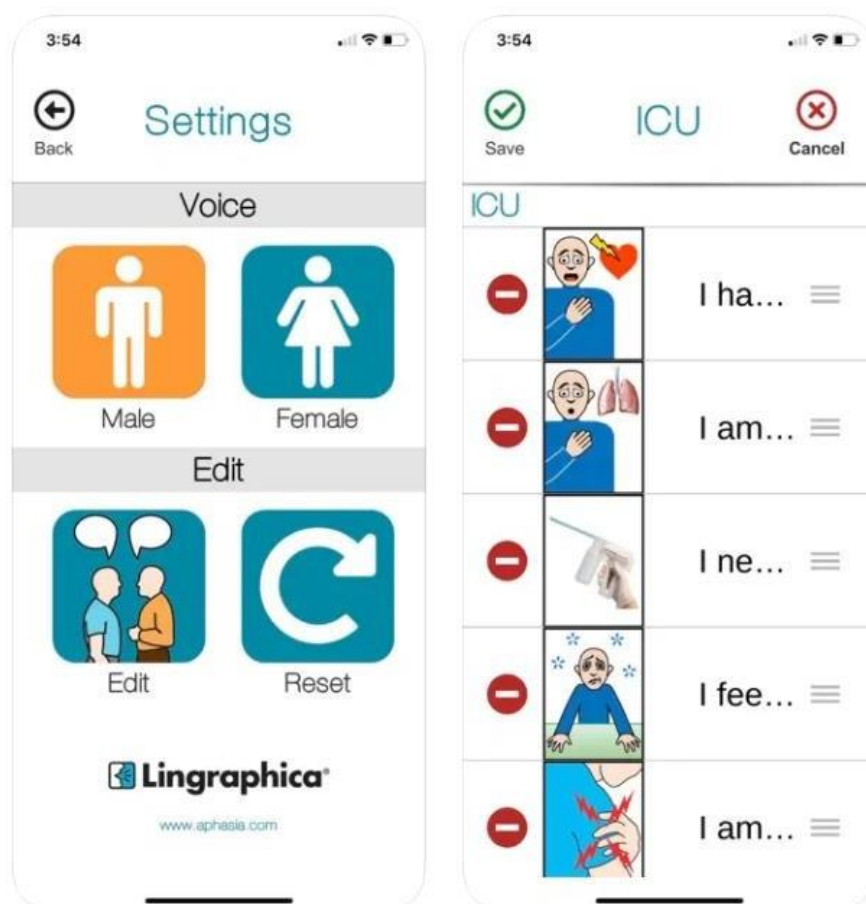 3:54
Back
Settings
Voice
Male
Female
Edit
Edit
Reset
Lingraphica®
www.aphasia.com
3:54
Save
ICU
Cancel
ICU
I ha...
I am...
I ne...
I fee...
I am...